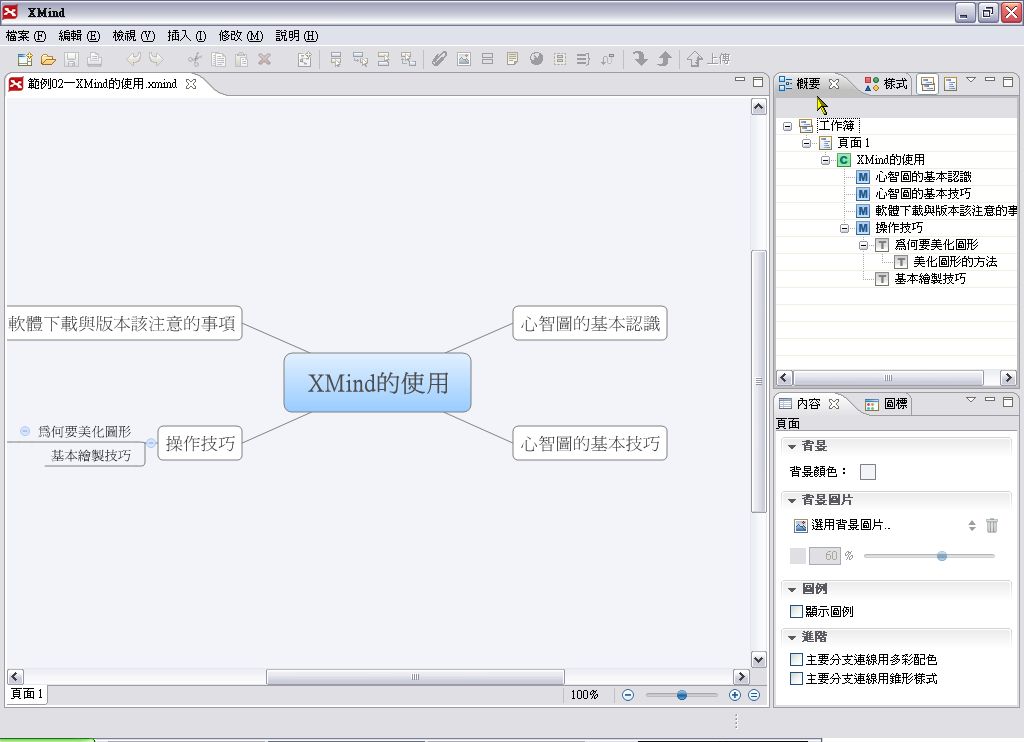 XMind
檔案 (F) 編輯 (E) 檢視 (V) 插入 (I) 修改 (M) 說明 (H)
上傳
範例02—XMind的使用.xmind
軟體下載與版本該注意的事項
心智圖的基本認識
XMind的使用
為何要美化圖形
基本繪製技巧
操作技巧
心智圖的基本技巧
頁面 1
100%
概要
樣式
工作簿
頁面 1
C XMind的使用
M 心智圖的基本認識
M 心智圖的基本技巧
M 軟體下載與版本該注意的事
M 操作技巧
T 為何要美化圖形
T 美化圖形的方法
T 基本繪製技巧
內容
圖標
頁面
背景
背景顏色：
背景圖片
選用背景圖片..
60 %
圖例
顯示圖例
進階
主要分支連線用多彩配色
主要分支連線用錐形樣式